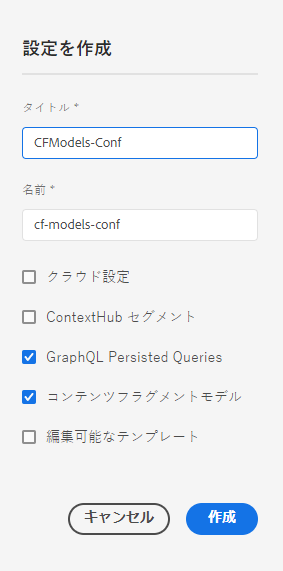 設定を作成
タイトル *
CFModels-Conf
名前 *
cf-models-conf
クラウド設定
ContextHub セグメント
GraphQL Persisted Queries
コンテンツフラグメントモデル
編集可能なテンプレート
キャンセル 作成